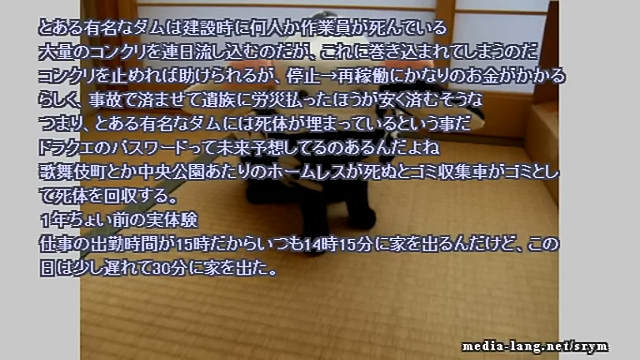 とある有名なダムは建設時に何人か作業員が死んでいる
大量のコンクリを連日流し込むのだが、これに巻き込まれてしまうのだ
コンクリを止めれば助けられるが、停止→再稼働にかなりのお金がかかる
らしく、事故で済ませて遺族に労災払ったほうが安く済むそうな
つまり、とある有名なダムには死体が埋まっているという事だ
ドラクエのパスワードって未来予想してるのあるんだよね
歌舞伎町とか中央公園あたりのホームレスが死ぬとゴミ収集車がゴミとし
て死体を回収する。
1年ちょい前の実体験
仕事の出勤時間が15時だからいつも14時15分に家を出るんだけど、この
日は少し遅れて30分に家を出た。
media-lang.net/srym